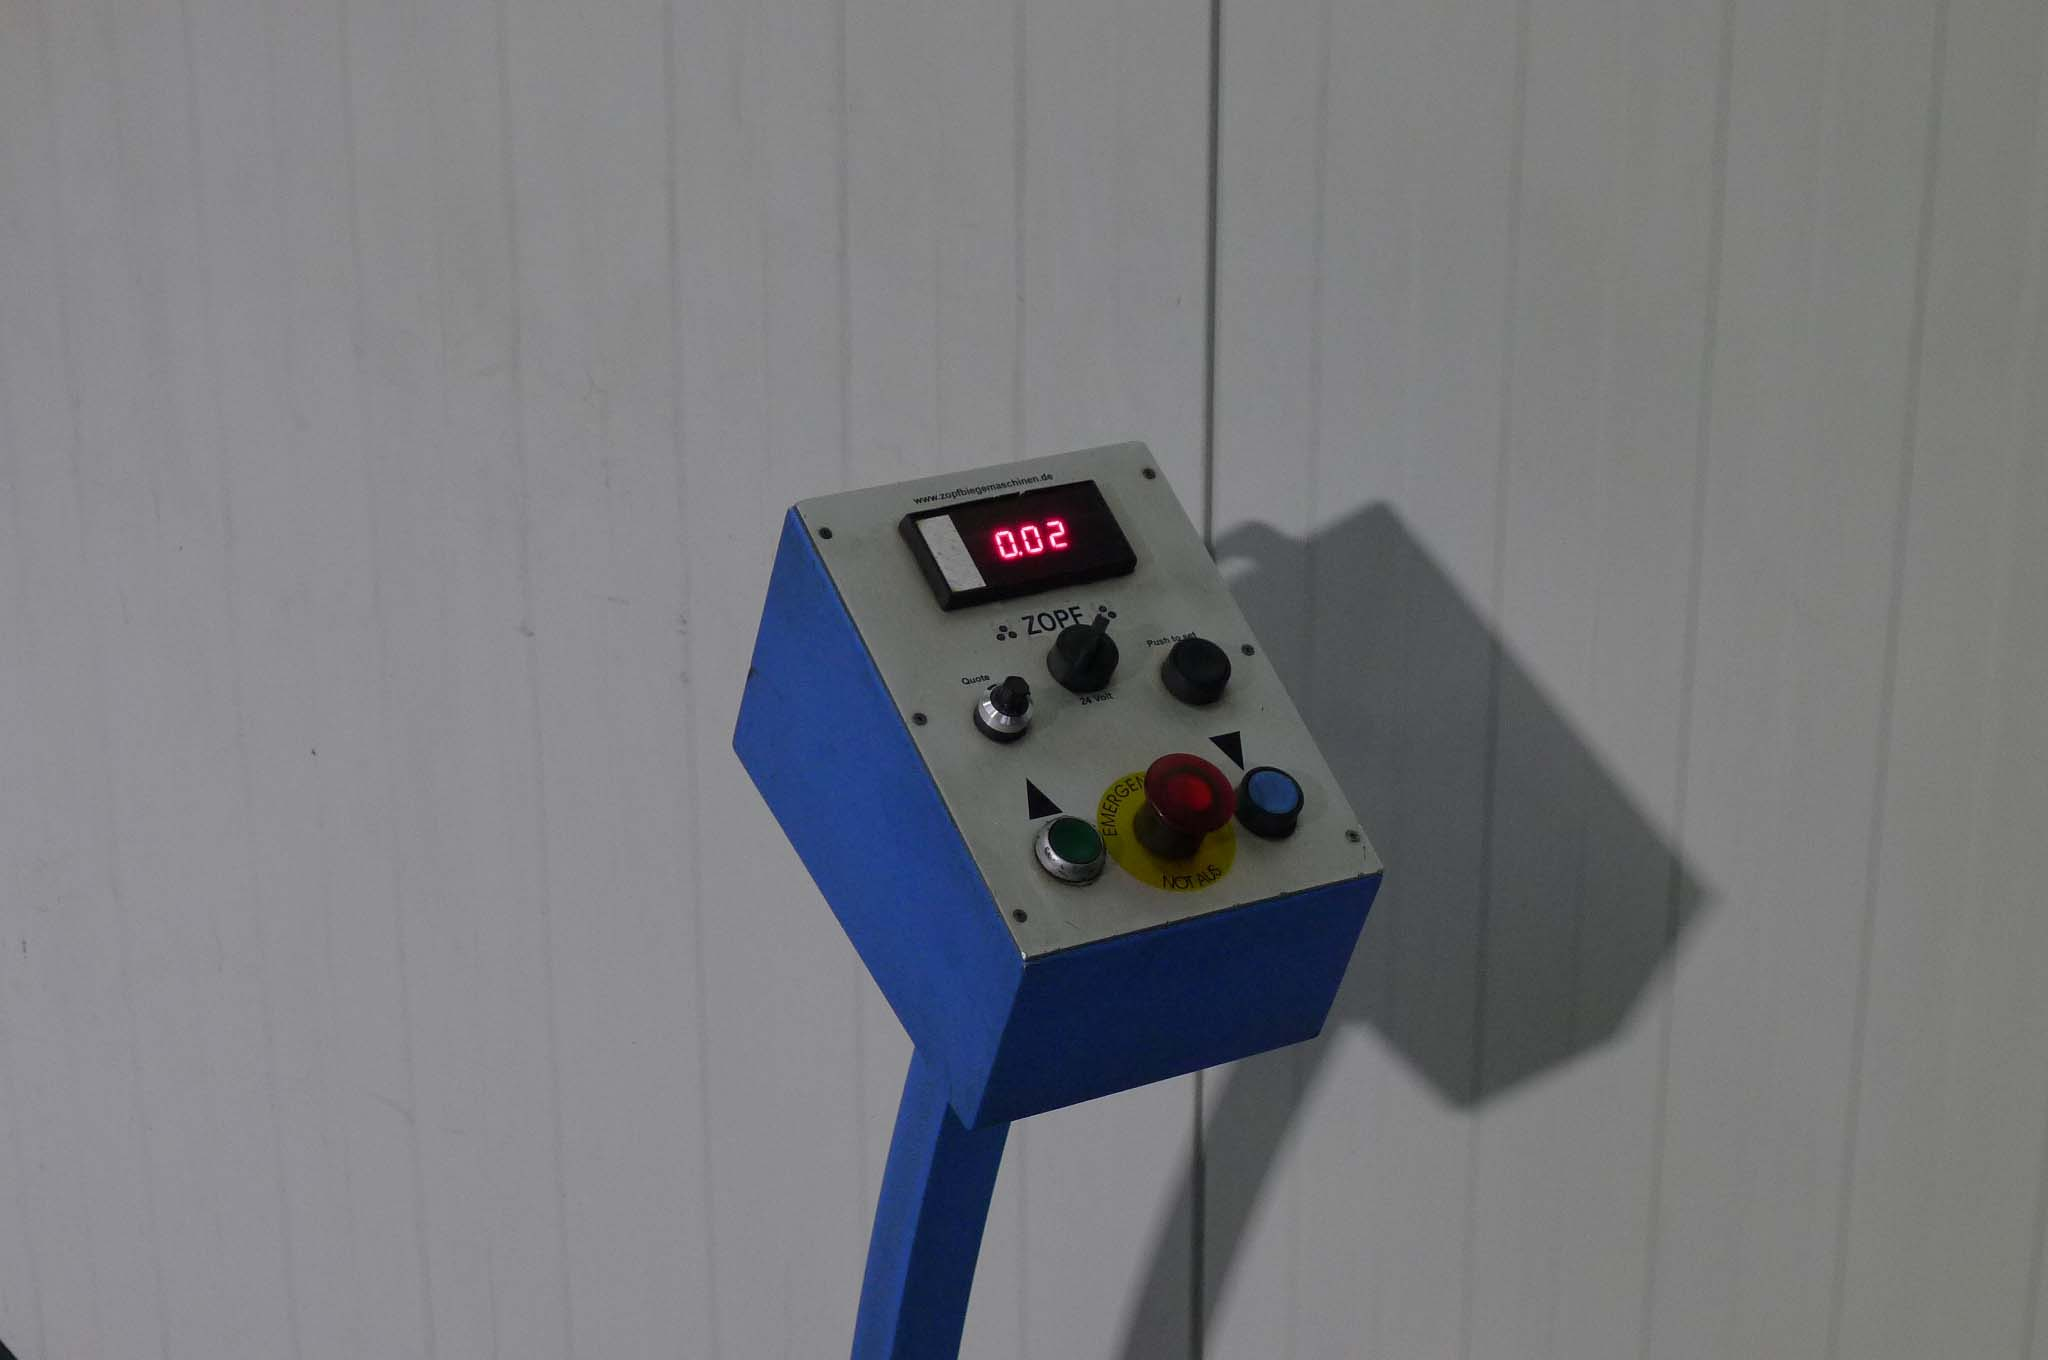 www.zopfbiegemaschinen.de
0.02
ZOPF
Push to set
Quote
24 Volt
EMERGEN
NOT AUS